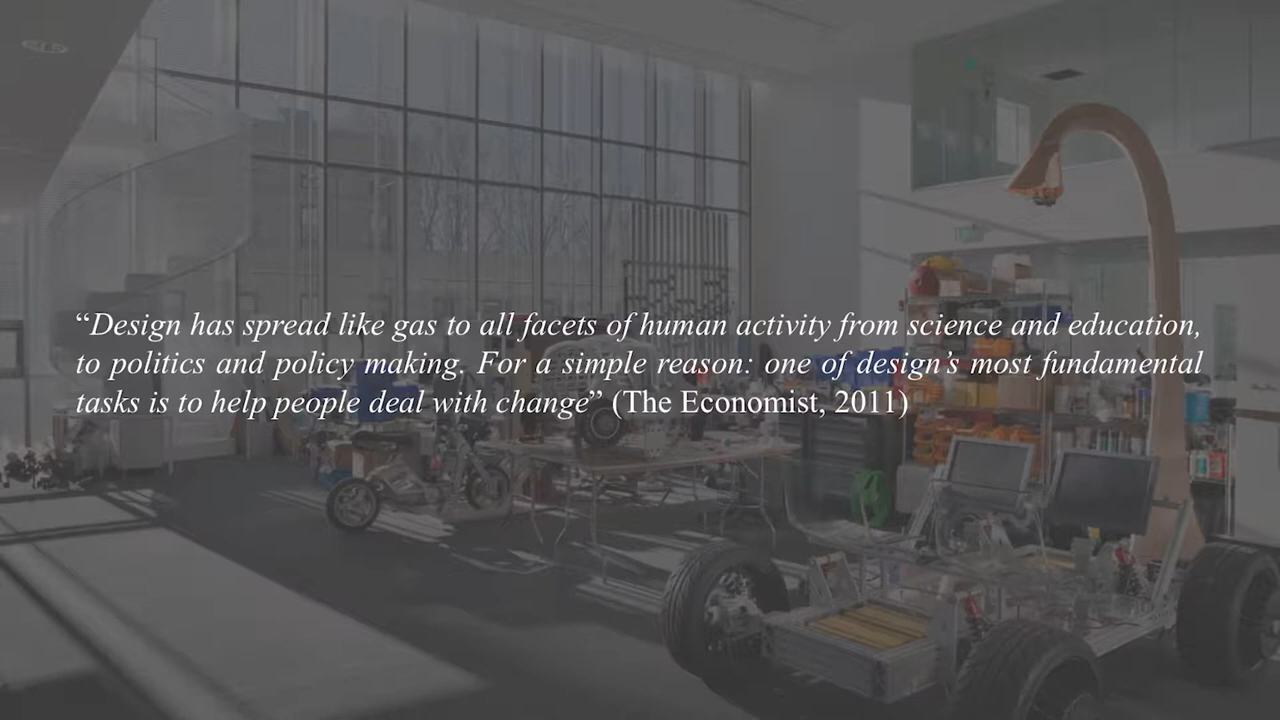 “Design has spread like gas to all facets of human activity from science and education,
to politics and policy making. For a simple reason: one of design’s most fundamental
tasks is to help people deal with change” (The Economist, 2011)